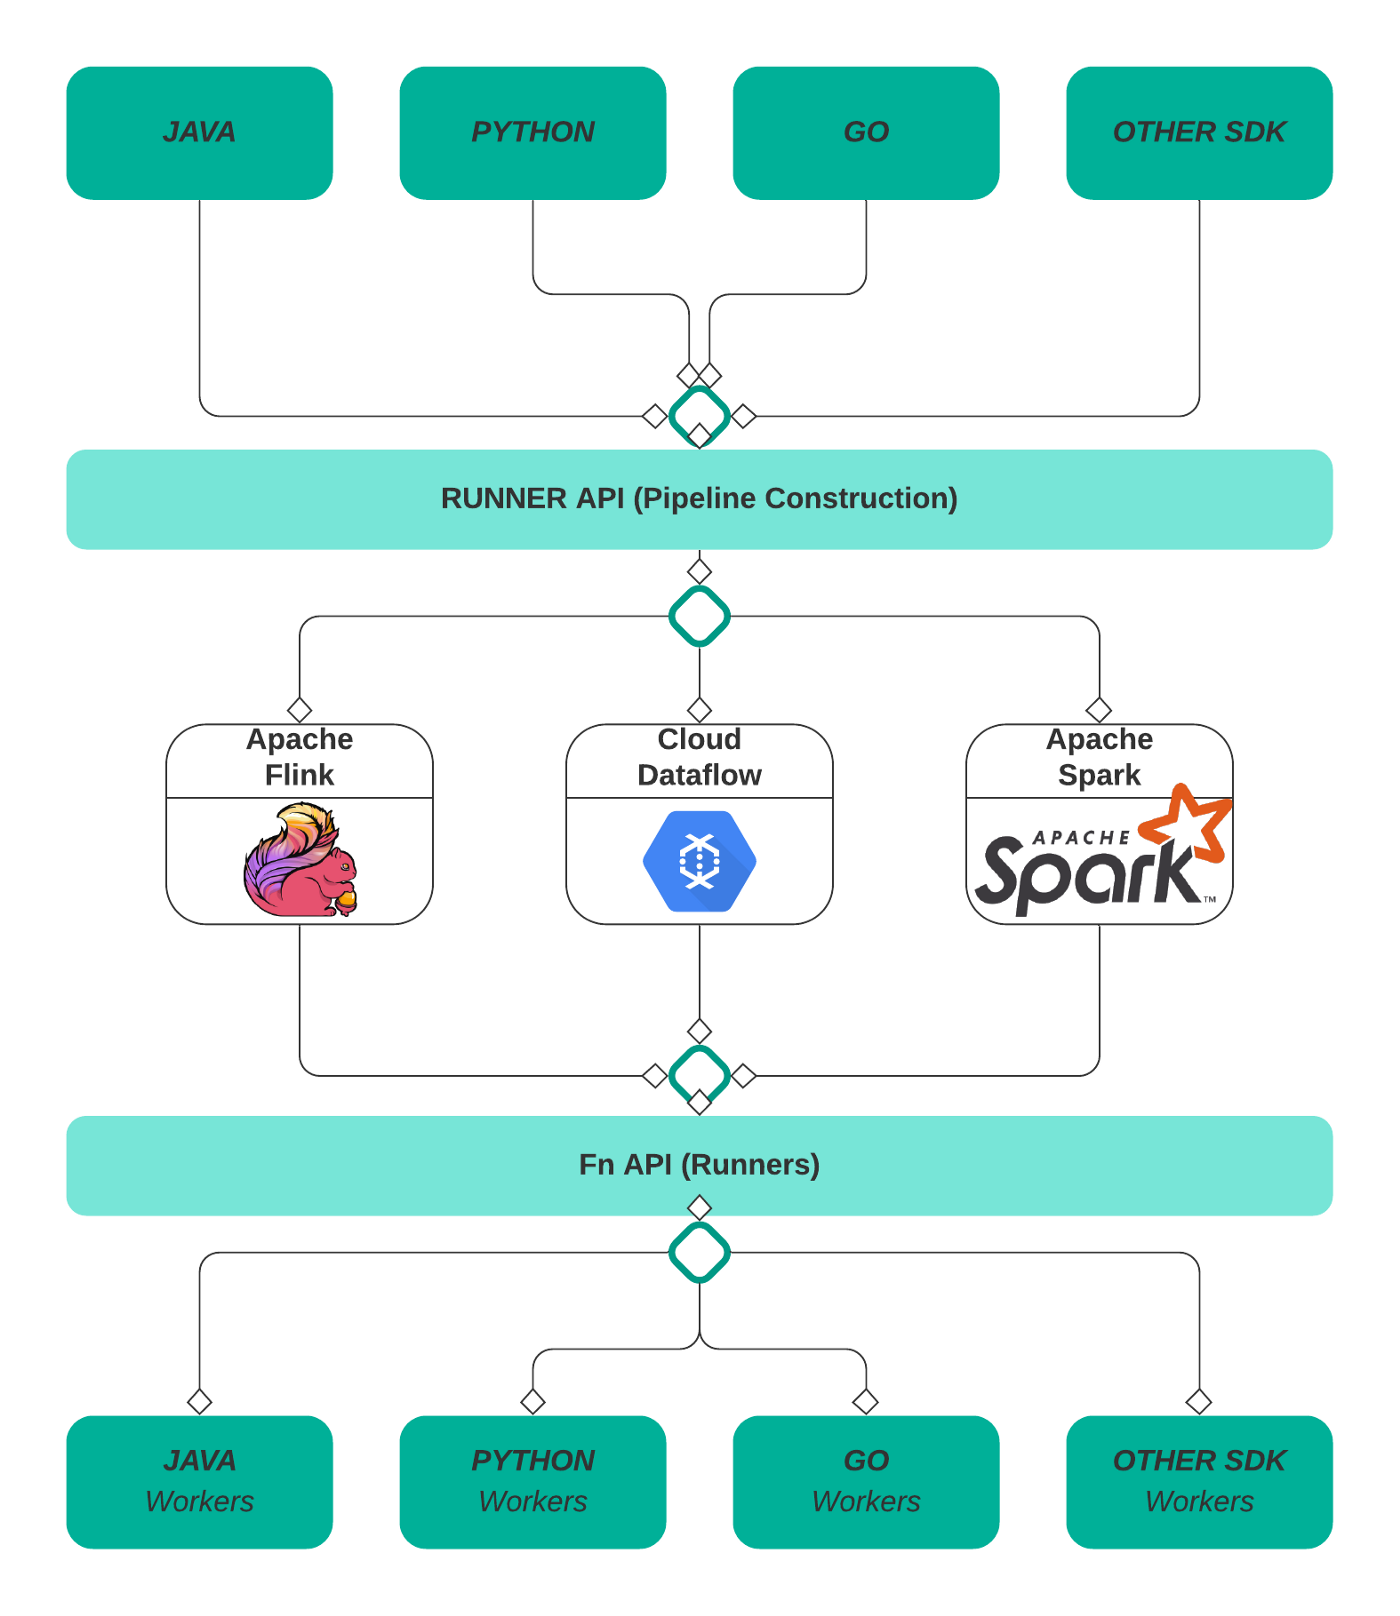 JAVA
PYTHON
GO
OTHER SDK
RUNNER API (Pipeline Construction)
Apache
Flink
Cloud
Dataflow
Apache
Spark
APACHE
Spark™
Fn API (Runners)
JAVA
Workers
PYTHON
Workers
GO
Workers
OTHER SDK
Workers